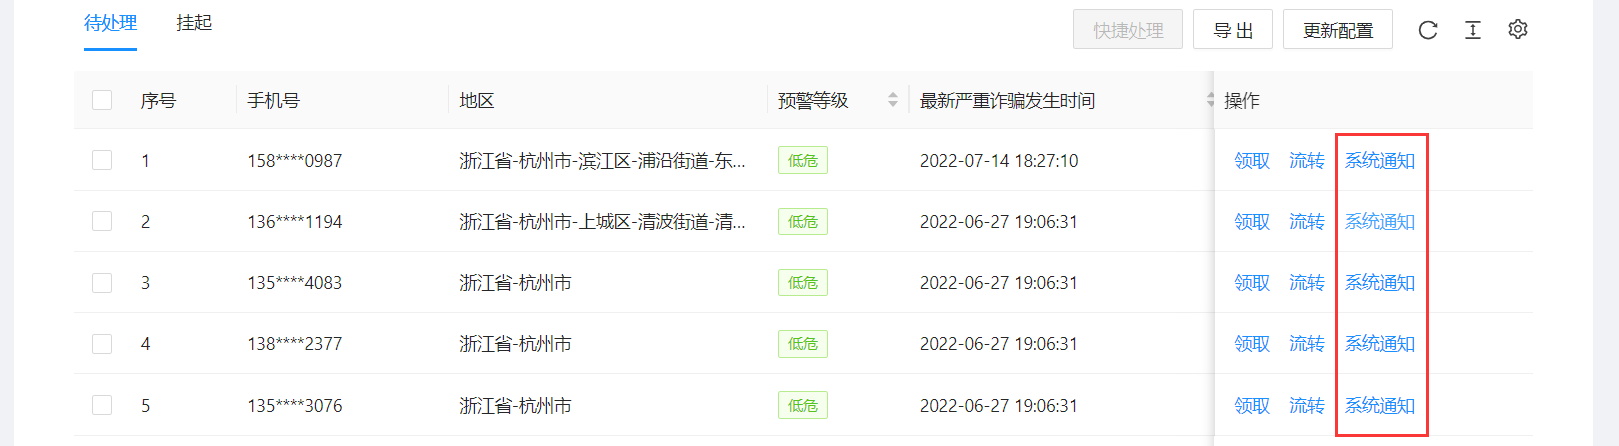 待处理 挂起 快捷处理 导出 更新配置
序号 手机号 地区 预警等级 最新严重诈骗发生时间 操作
1 158****0987 浙江省-杭州市-滨江区-浦沿街道-东... 低危 2022-07-14 18:27:10 领取 流转 系统通知
2 136****1194 浙江省-杭州市-上城区-清波街道-清... 低危 2022-06-27 19:06:31 领取 流转 系统通知
3 135****4083 浙江省-杭州市 低危 2022-06-27 19:06:31 领取 流转 系统通知
4 138****2377 浙江省-杭州市 低危 2022-06-27 19:06:31 领取 流转 系统通知
5 135****3076 浙江省-杭州市 低危 2022-06-27 19:06:31 领取 流转 系统通知